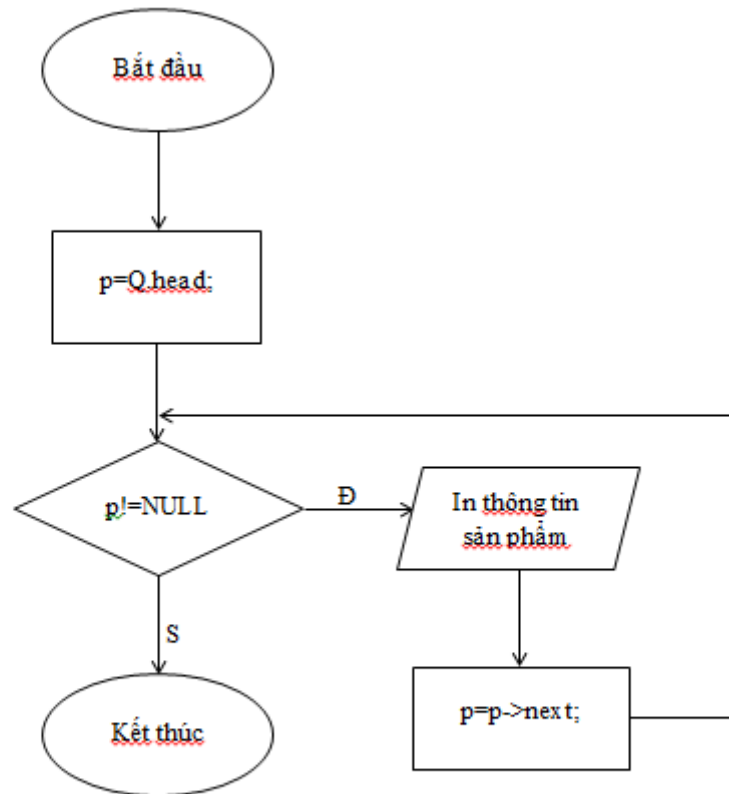 Bắt đầu
p=Q.head;
p!=NULL
Đ
In thông tin
sản phẩm
S
p=p->next;
Kết thúc